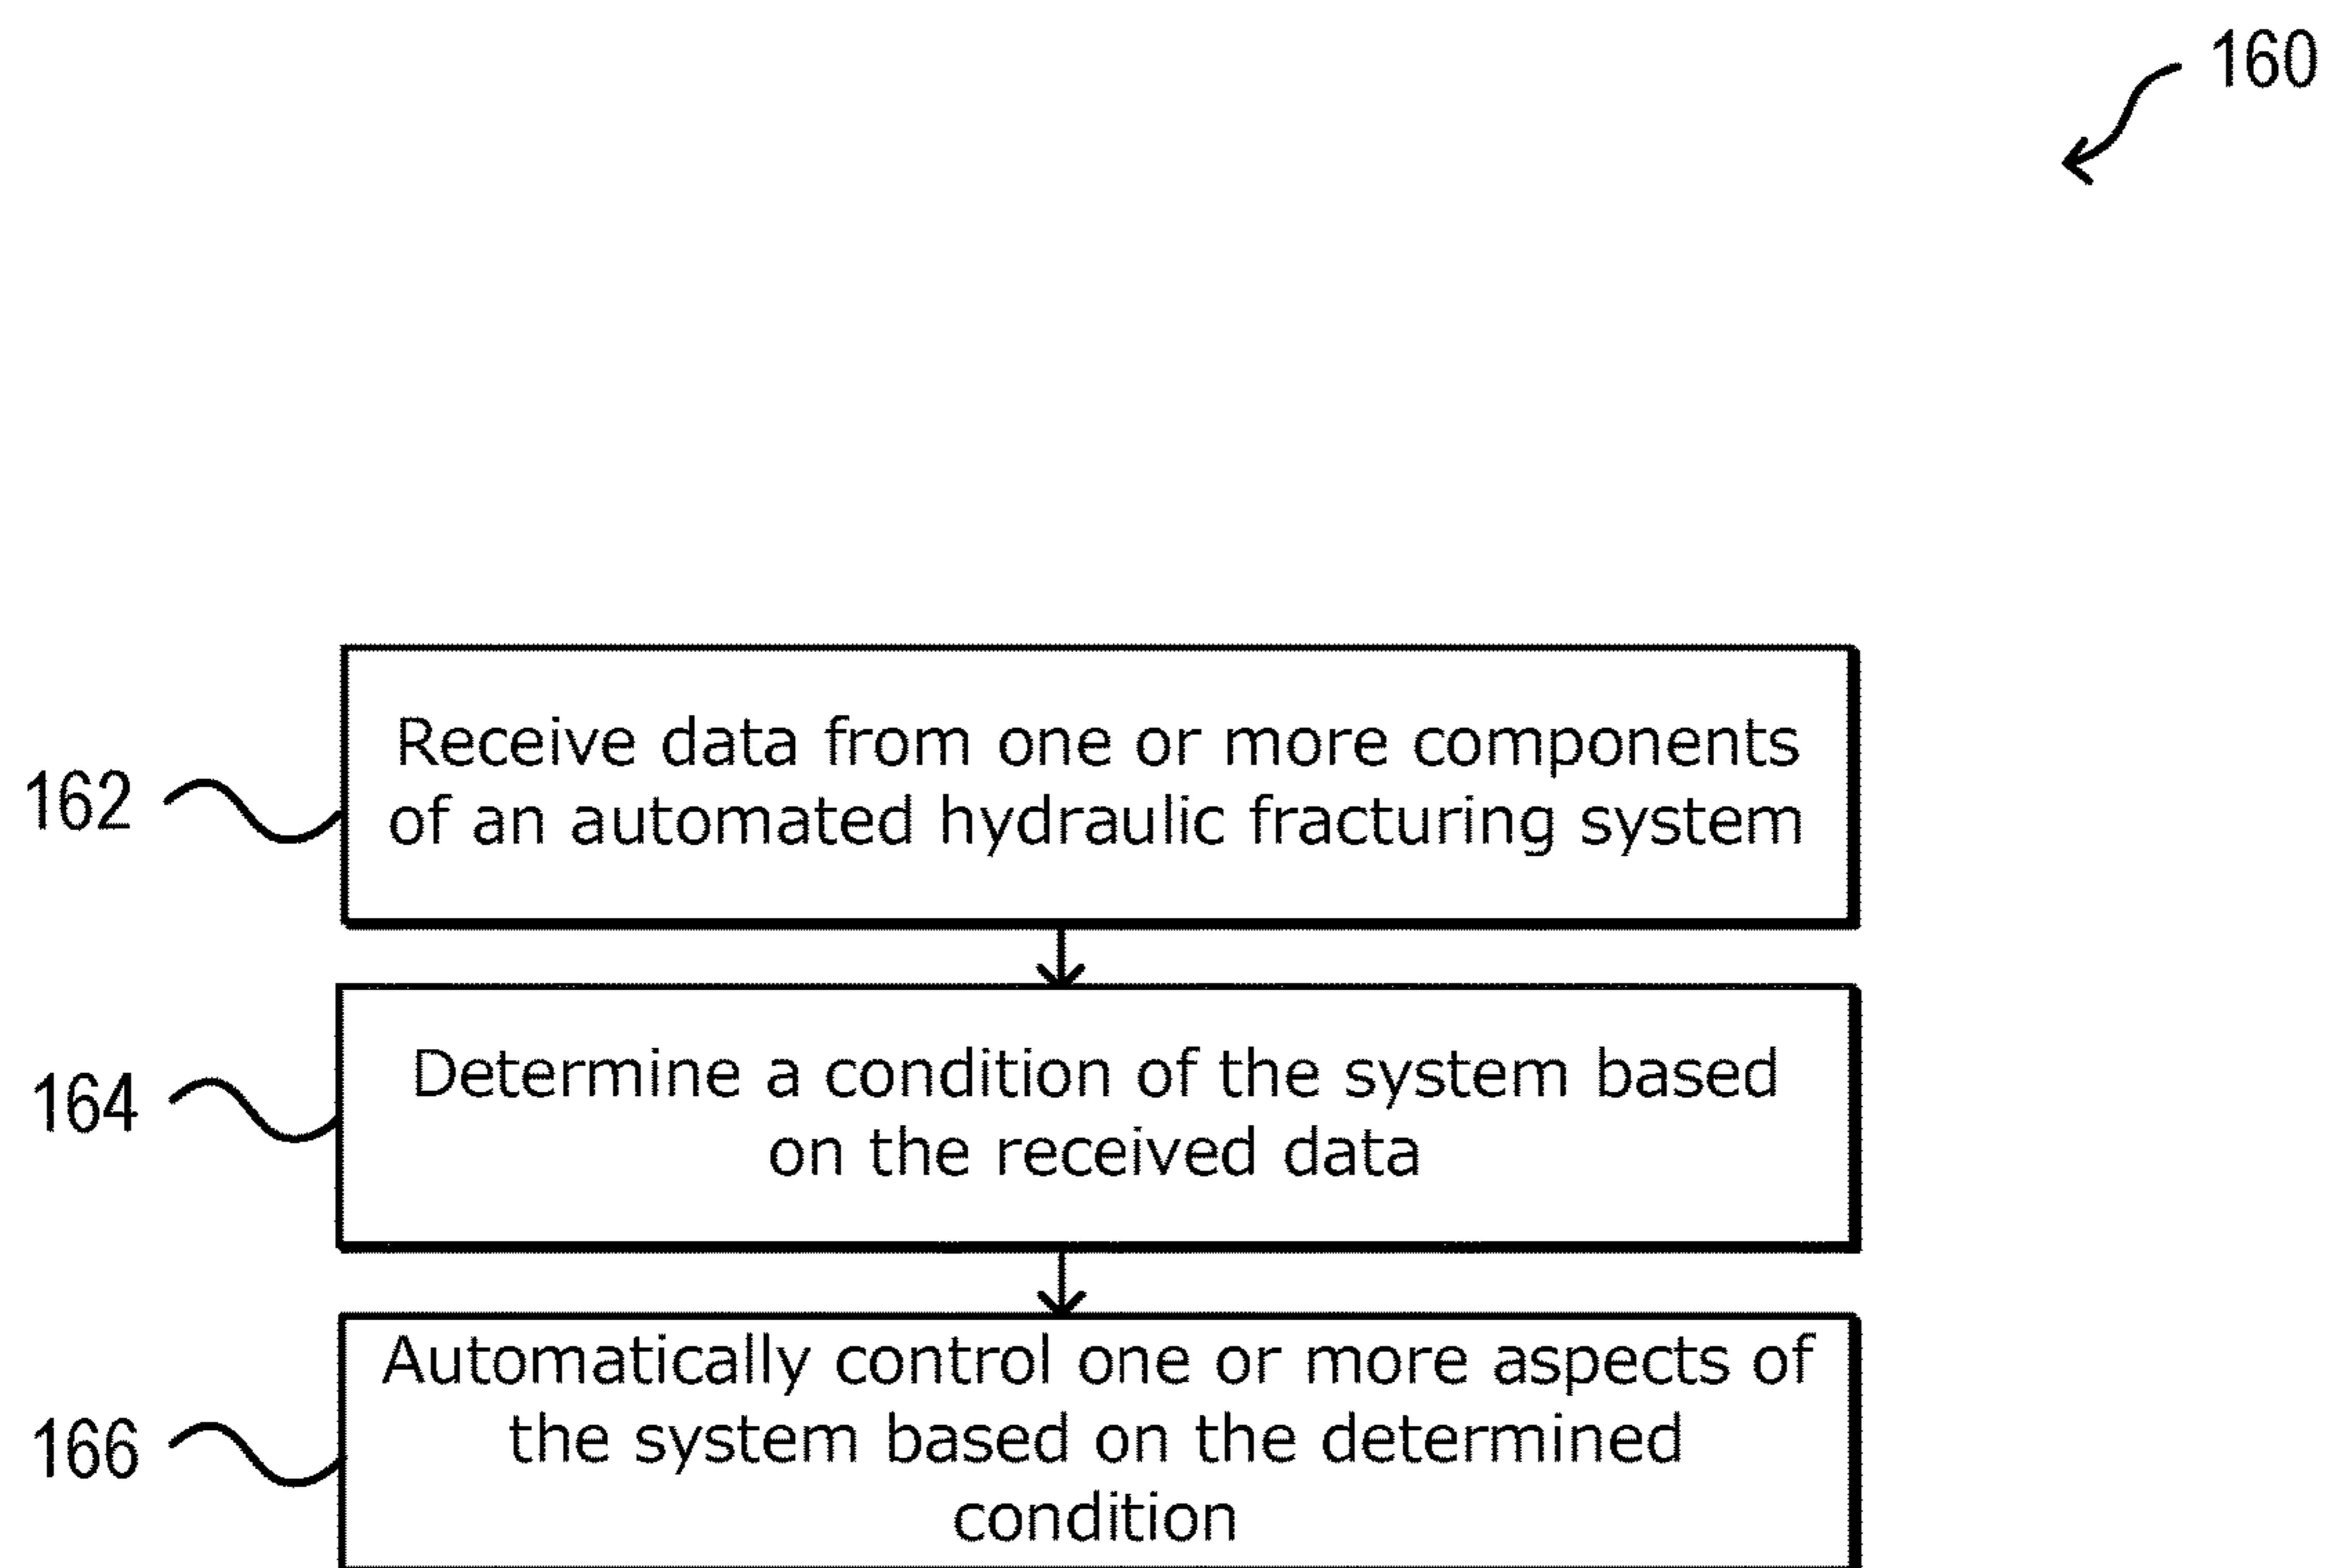 160
162
Receive data from one or more components
of an automated hydraulic fracturing system
164
Determine a condition of the system based
on the received data
166
Automatically control one or more aspects of
the system based on the determined
condition